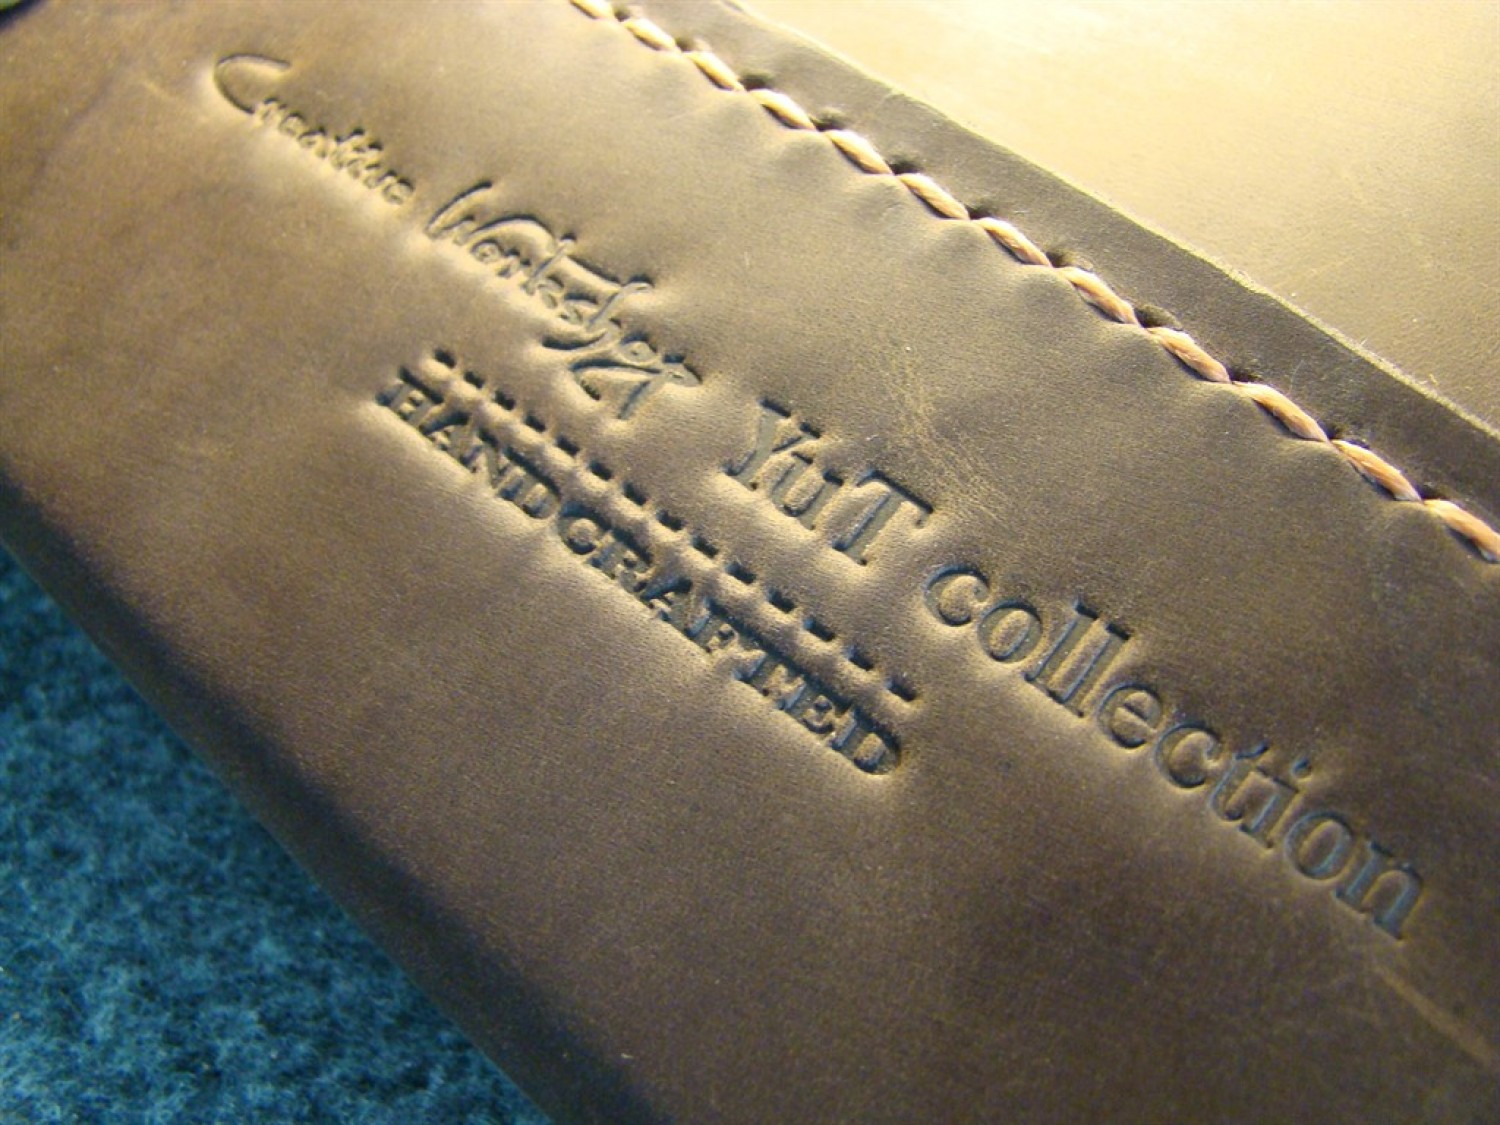 Creative Workshop
YuT collection
HANDCRAFTED